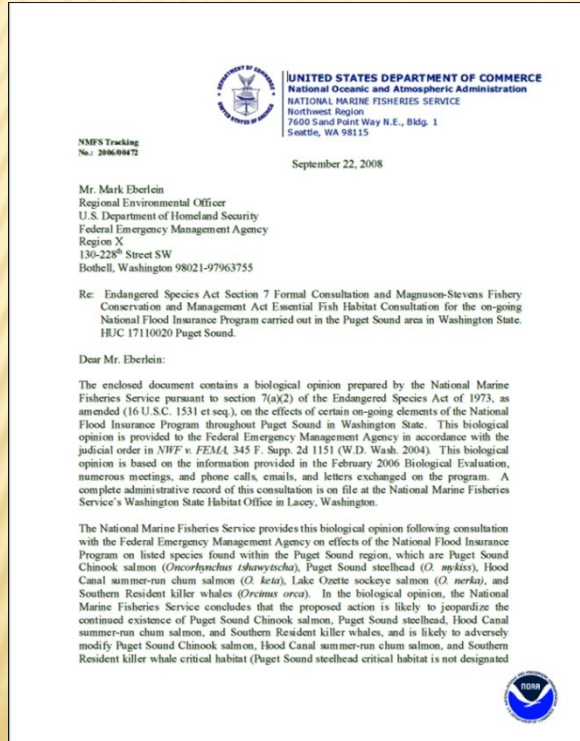 UNITED STATES DEPARTMENT OF COMMERCE
National Oceanic and Atmospheric Administration
NATIONAL MARINE FISHERIES SERVICE
Northwest Region
7600 Sand Point Way N.E., Bldg. 1
Seattle, WA 98115
NMFS Tracking
No.: 2006/00472
September 22, 2008
Mr. Mark Eberlein
Regional Environmental Officer
U.S. Department of Homeland Security
Federal Emergency Management Agency
Region X
130-228th Street SW
Bothell, Washington 98021-97963755
Re: Endangered Species Act Section 7 Formal Consultation and Magnuson-Stevens Fishery
Conservation and Management Act Essential Fish Habitat Consultation for the on-going
National Flood Insurance Program carried out in the Puget Sound area in Washington State.
HUC 17110020 Puget Sound.
Dear Mr. Eberlein:
The enclosed document contains a biological opinion prepared by the National Marine
Fisheries Service pursuant to section 7(a)(2) of the Endangered Species Act of 1973, as
amended (16 U.S.C. 1531 et seq.), on the effects of certain on-going elements of the National
Flood Insurance Program throughout Puget Sound in Washington State. This biological
opinion is provided to the Federal Emergency Management Agency in accordance with the
judicial order in NWF v. FEMA, 345 F. Supp. 2d 1151 (W.D. Wash. 2004). This biological
opinion is based on the information provided in the February 2006 Biological Evaluation,
numerous meetings, and phone calls, emails, and letters exchanged on the program. A
complete administrative record of this consultation is on file at the National Marine Fisheries
Service's Washington State Habitat Office in Lacey, Washington.
The National Marine Fisheries Service provides this biological opinion following consultation
with the Federal Emergency Management Agency on effects of the National Flood Insurance
Program on listed species found within the Puget Sound region, which are Puget Sound
Chinook salmon (Oncorhynchus tshawytscha), Puget Sound steelhead (O. mykiss), Hood
Canal summer-run chum salmon (O. keta), Lake Ozette sockeye salmon (O. nerka), and
Southern Resident killer whales (Orcinus orca). In the biological opinion, the National
Marine Fisheries Service concludes that the proposed action is likely to jeopardize the
continued existence of Puget Sound Chinook salmon, Puget Sound steelhead, Hood Canal
summer-run chum salmon, and Southern Resident killer whales, and is likely to adversely
modify Puget Sound Chinook salmon, Hood Canal summer-run chum salmon, and Southern
Resident killer whale critical habitat (Puget Sound steelhead critical habitat is not designated
NOAA